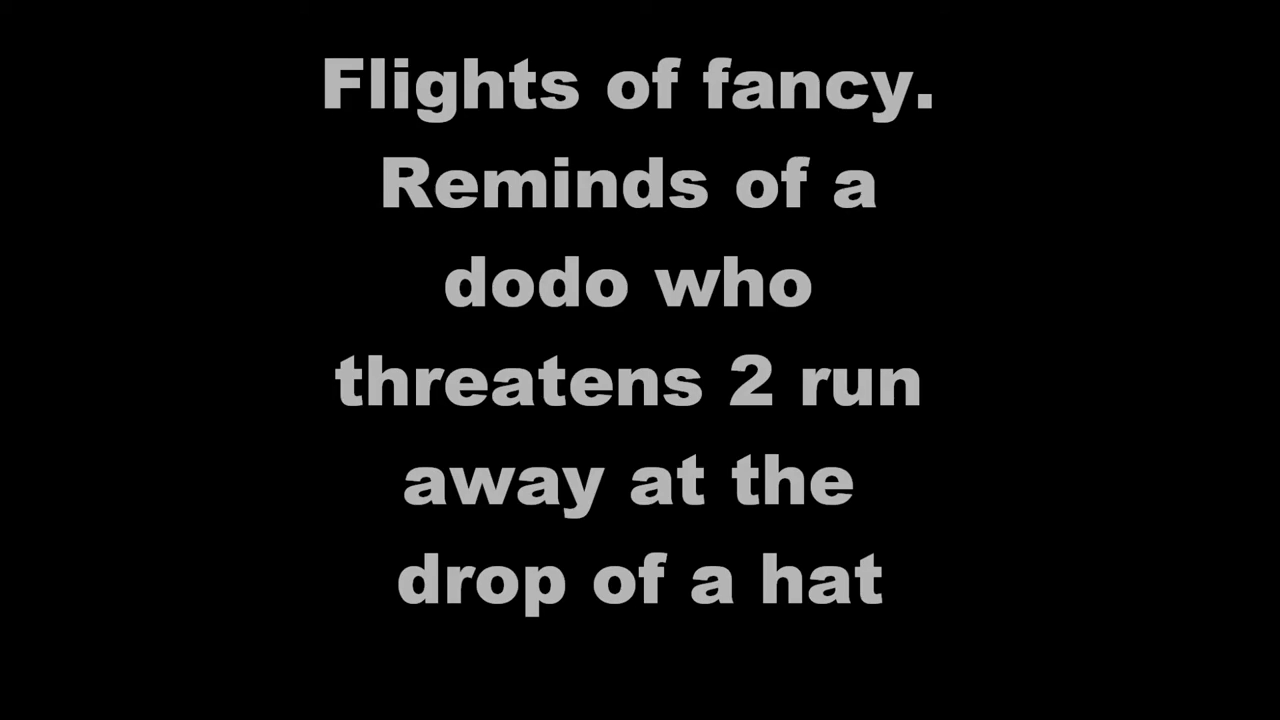 Flights of fancy.
Reminds of a
dodo who
threatens 2 run
away at the
drop of a hat